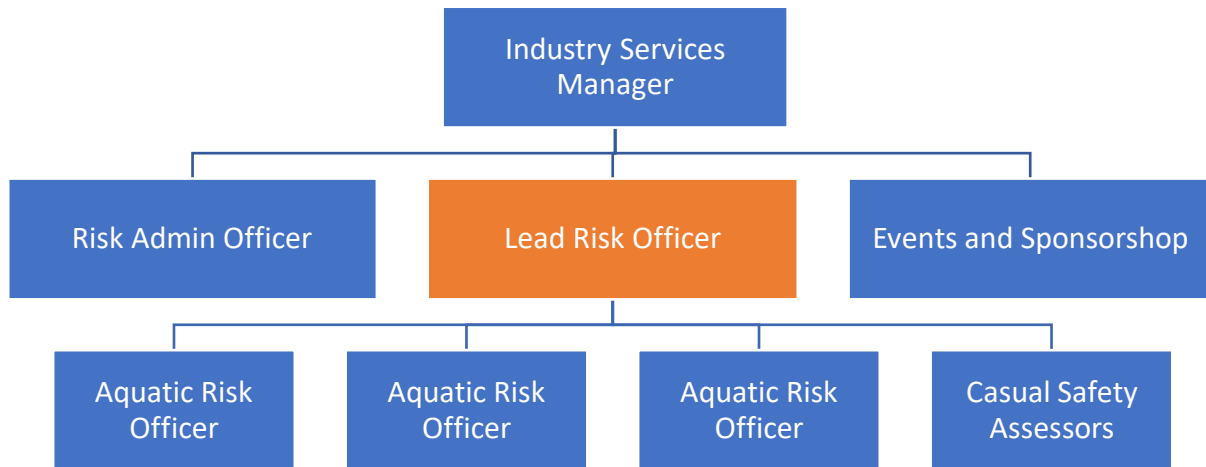 Industry Services
Manager
Risk Admin Officer
Lead Risk Officer
Events and Sponsorshop
Aquatic Risk
Officer
Aquatic Risk
Officer
Aquatic Risk
Officer
Casual Safety
Assessors